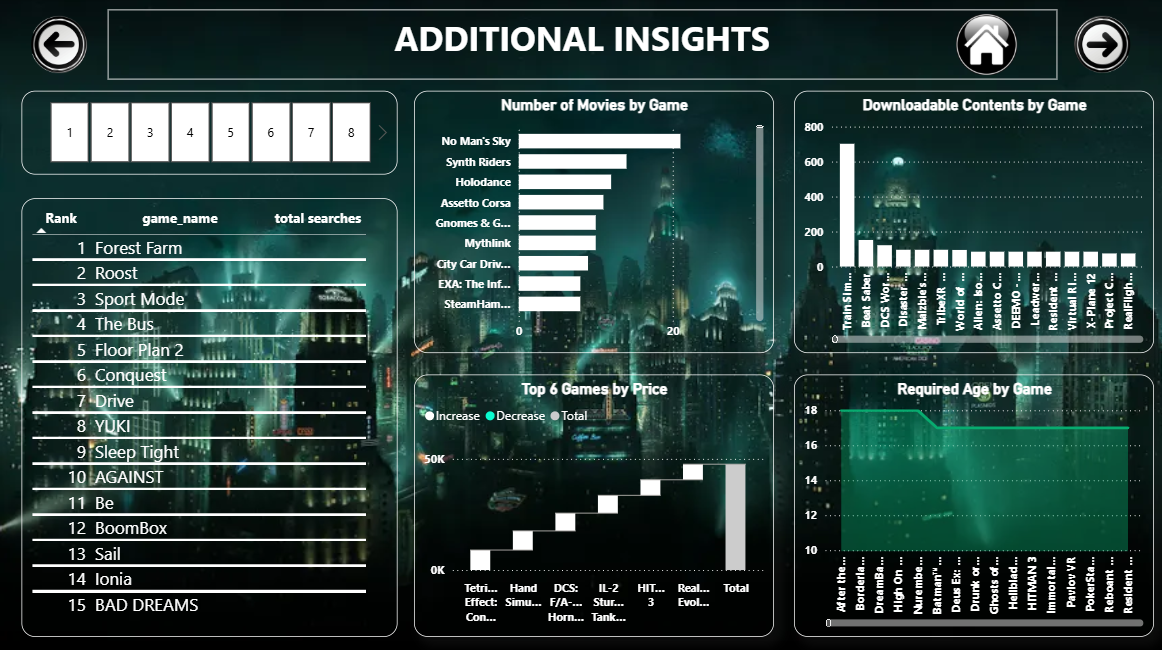 ADDITIONAL INSIGHTS
1 2 3 4 5 6 7 8
Rank game_name total searches
1 Forest Farm
2 Roost
3 Sport Mode
4 The Bus
5 Floor Plan 2
6 Conquest
7 Drive
8 YUKI
9 Sleep Tight
10 AGAINST
11 Be
12 BoomBox
13 Sail
14 Ionia
15 BAD DREAMS
Number of Movies by Game
No Man's Sky
Synth Riders
Holodance
Assetto Corsa
Gnomes & G...
Mythlink
City Car Driv...
EXA: The Inf...
SteamHam...
0 20
Downloadable Contents by Game
800
600
400
200
0
Train Sim...
Beat Saber
DCS Wor...
Disaster ...
Maizbie's...
TribeXR ...
World of ...
Alien: Iso...
Assetto C...
DEEMO -...
Leadwer...
Resident ...
Virtual Ri...
X-Plane 12
Project C...
RealFligh...
Top 6 Games by Price
Increase Decrease Total
50K
0K
Tetri... Hand DCS: IL-2 HIT... Real... Total
Effect: Simu... F/A-... Stur... 3 Evol...
Con... Horn... Tank...
Required Age by Game
18
16
14
12
10
After the...
Borderla...
DreamBa...
High On ...
Nurembe...
Batman™ ...
Deus Ex: ...
Drunk or...
Ghosts of...
Hellblad...
HITMAN 3
Immortal...
Pavlov VR
PokerSta...
Reboant ...
Resident ...